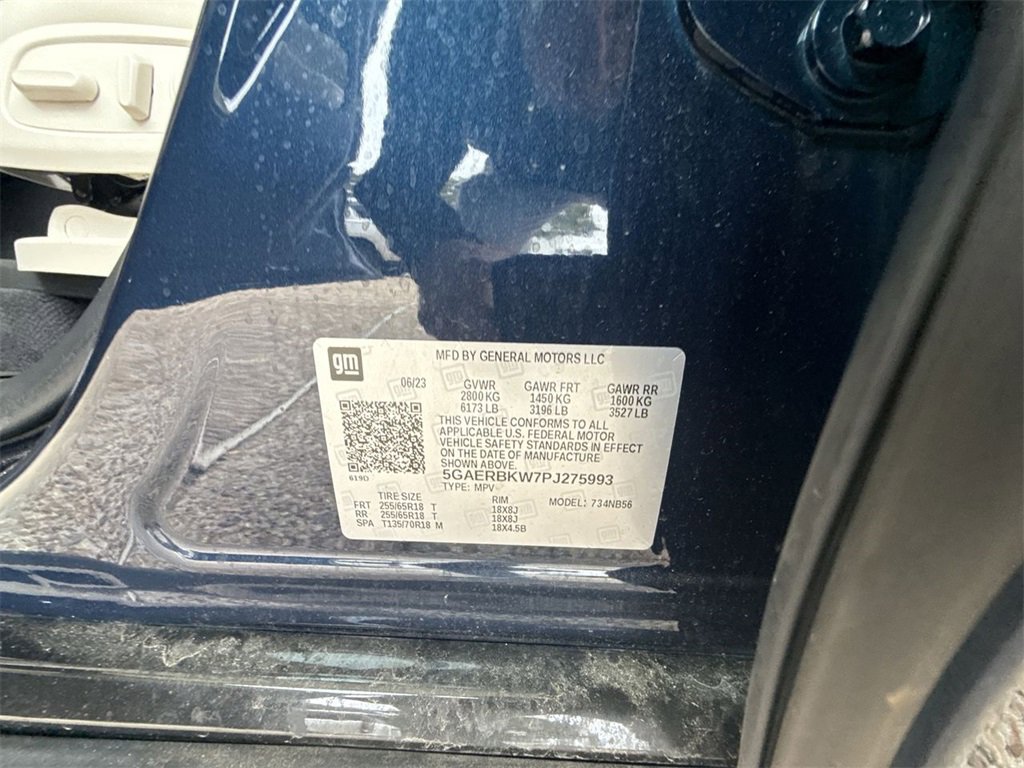 gm
MFD BY GENERAL MOTORS LLC
06/23 GVWR GAWR FRT GAWR RR
2800 KG 1450 KG 1600 KG
6173 LB 3196 LB 3527 LB
THIS VEHICLE CONFORMS TO ALL
APPLICABLE U.S. FEDERAL MOTOR
VEHICLE SAFETY STANDARDS IN EFFECT
ON THE DATE OF MANUFACTURE
SHOWN ABOVE.
619D 5GAERBKW7PJ275993
TYPE: MPV
TIRE SIZE RIM MODEL: 734NB56
FRT 255/65R18 T 18X8J
RR 255/65R18 T 18X8J
SPA T135/70R18 M 18X4.5B